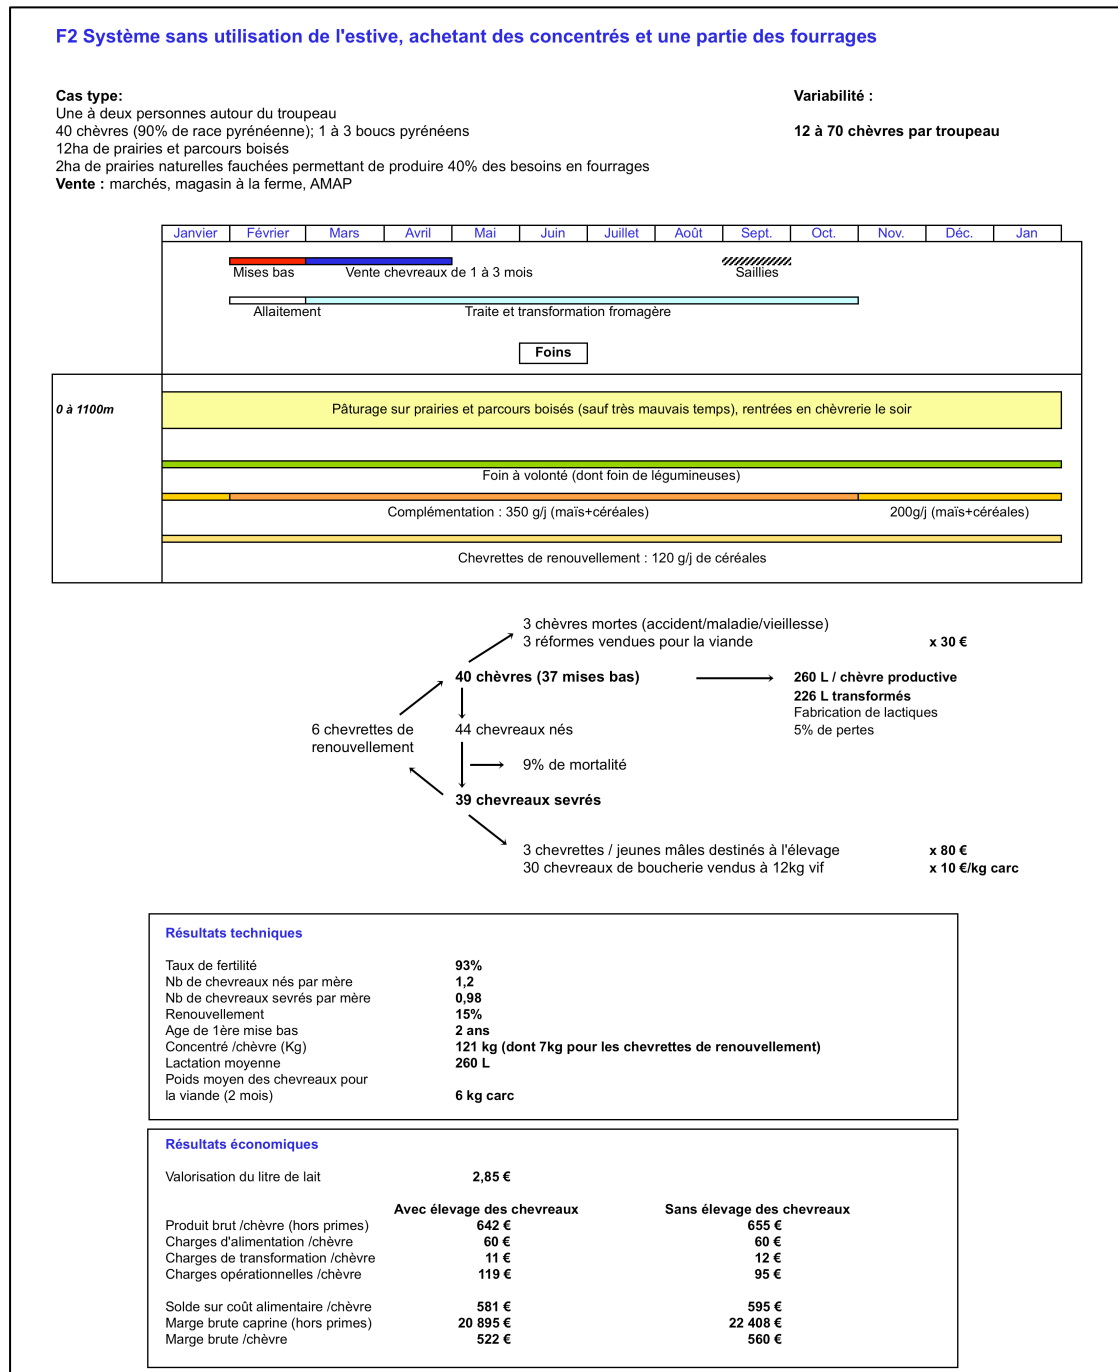 F2 Système sans utilisation de l'estive, achetant des concentrés et une partie des fourrages
Cas type:
Variabilité :
Une à deux personnes autour du troupeau
40 chèvres (90% de race pyrénéenne); 1 à 3 boucs pyrénéens
12 à 70 chèvres par troupeau
12ha de prairies et parcours boisés
2ha de prairies naturelles fauchées permettant de produire 40% des besoins en fourrages
Vente : marchés, magasin à la ferme, AMAP
Janvier Février Mars Avril Mai Juin Juillet Août Sept. Oct. Nov. Déc. Jan
Mises bas Vente chevreaux de 1 à 3 mois Saillies
Allaitement Traite et transformation fromagère
Foins
0 à 1100m Pâturage sur prairies et parcours boisés (sauf très mauvais temps), rentrées en chèvrerie le soir
Foin à volonté (dont foin de légumineuses)
Complémentation : 350 g/j (maïs+céréales) 200g/j (maïs+céréales)
Chevrettes de renouvellement : 120 g/j de céréales
3 chèvres mortes (accident/maladie/vieillesse)
3 réformes vendues pour la viande x 30 €
40 chèvres (37 mises bas) 260 L / chèvre productive
226 L transformés
Fabrication de lactiques
6 chevrettes de 44 chevreaux nés 5% de pertes
renouvellement
9% de mortalité
39 chevreaux sevrés
3 chevrettes / jeunes mâles destinés à l'élevage x 80 €
30 chevreaux de boucherie vendus à 12kg vif x 10 €/kg carc
Résultats techniques
Taux de fertilité 93%
Nb de chevreaux nés par mère 1,2
Nb de chevreaux sevrés par mère 0,98
Renouvellement 15%
Age de 1ère mise bas 2 ans
Concentré /chèvre (Kg) 121 kg (dont 7kg pour les chevrettes de renouvellement)
Lactation moyenne 260 L
Poids moyen des chevreaux pour
la viande (2 mois) 6 kg carc
Résultats économiques
Valorisation du litre de lait 2,85 €
Avec élevage des chevreaux Sans élevage des chevreaux
Produit brut /chèvre (hors primes) 642 € 655 €
Charges d'alimentation /chèvre 60 € 60 €
Charges de transformation /chèvre 11 € 12 €
Charges opérationnelles /chèvre 119 € 95 €
Solde sur coût alimentaire /chèvre 581 € 595 €
Marge brute caprine (hors primes) 20 895 € 22 408 €
Marge brute /chèvre 522 € 560 €